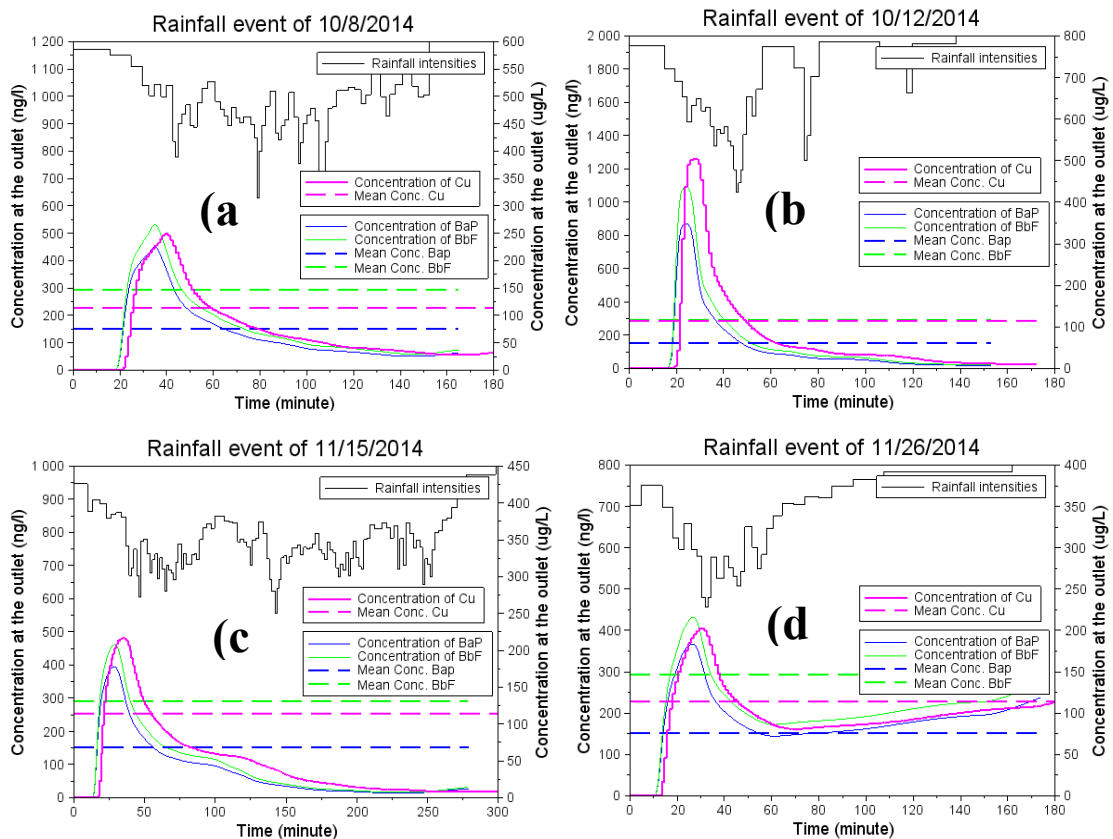 Rainfall event of 10/8/2014
Concentration at the outlet (ng/l)
1 200
1 100
1 000
900
800
700
600
500
400
300
200
100
0
0 20 40 60 80 100 120 140 160 180
Time (minute)
600
550
500
450
400
350
300
250
200
150
100
50
0
Concentration at the outlet (ug/L)
Rainfall intensities
Concentration of Cu
Mean Conc. Cu
Concentration of BaP
Concentration of BbF
Mean Conc. Bap
Mean Conc. BbF
(a
Rainfall event of 10/12/2014
Concentration at the outlet (ng/l)
2 000
1 800
1 600
1 400
1 200
1 000
800
600
400
200
0
0 20 40 60 80 100 120 140 160 180
Time (minute)
800
700
600
500
400
300
200
100
0
Concentration at the outlet (ug/L)
Rainfall intensities
Concentration of Cu
Mean Conc. Cu
Concentration of BaP
Concentration of BbF
Mean Conc. Bap
Mean Conc. BbF
(b
Rainfall event of 11/15/2014
Concentration at the outlet (ng/l)
1 000
900
800
700
600
500
400
300
200
100
0
0 50 100 150 200 250 300
Time (minute)
450
400
350
300
250
200
150
100
50
0
Concentration at the outlet (ug/L)
Rainfall intensities
Concentration of Cu
Mean Conc. Cu
Concentration of BaP
Concentration of BbF
Mean Conc. Bap
Mean Conc. BbF
(c
Rainfall event of 11/26/2014
Concentration at the outlet (ng/l)
800
700
600
500
400
300
200
100
0
0 20 40 60 80 100 120 140 160 180
Time (minute)
400
350
300
250
200
150
100
50
0
Concentration at the outlet (ug/L)
Rainfall intensities
Concentration of Cu
Mean Conc. Cu
Concentration of BaP
Concentration of BbF
Mean Conc. Bap
Mean Conc. BbF
(d